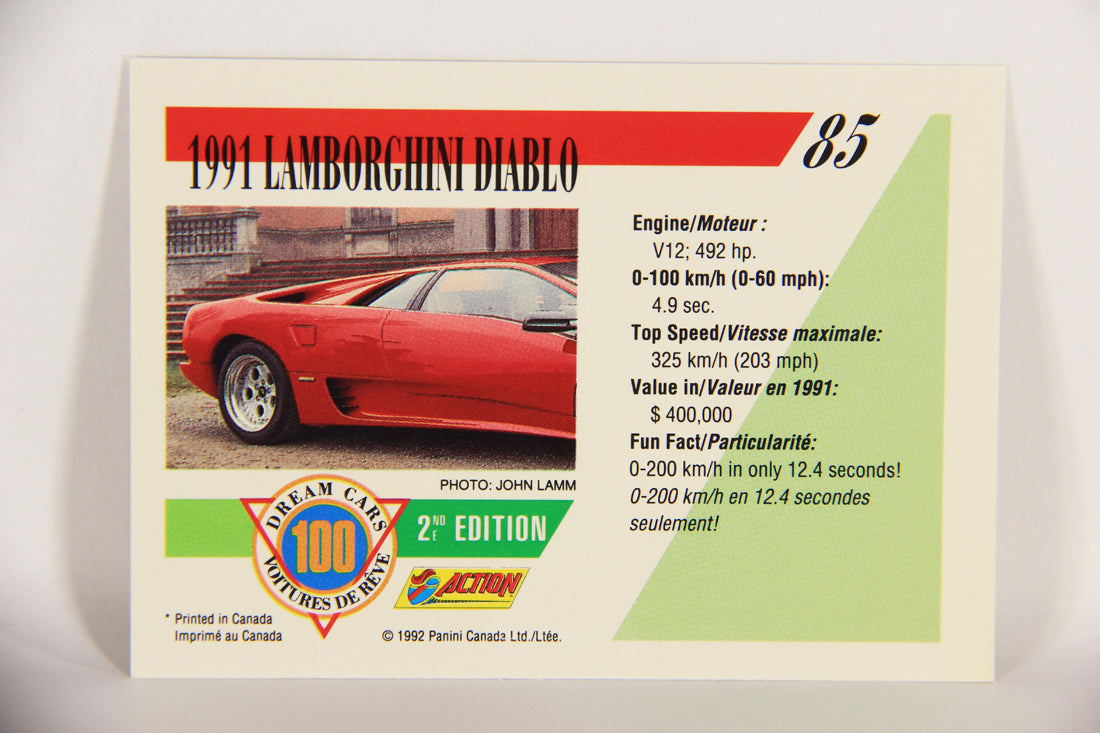 1991 LAMBORGHINI DIABLO
85
Engine/Moteur :
V12; 492 hp.
0-100 km/h (0-60 mph):
4.9 sec.
Top Speed/Vitesse maximale:
325 km/h (203 mph)
Value in/Valeur en 1991:
$ 400,000
Fun Fact/Particularité:
0-200 km/h in only 12.4 seconds!
0-200 km/h en 12.4 secondes
seulement!
PHOTO: JOHN LAMM
DREAM CARS
100
VOITURES DE RÊVE
2ND E EDITION
ACTION
* Printed in Canada
Imprimé au Canada
© 1992 Panini Canada Ltd./Ltée.